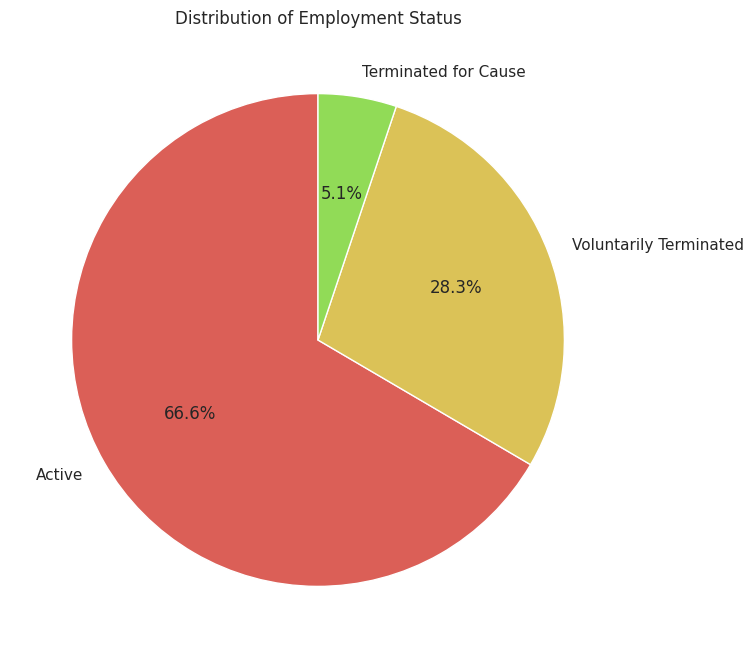 Distribution of Employment Status
Terminated for Cause
5.1%
Voluntarily Terminated
28.3%
66.6%
Active